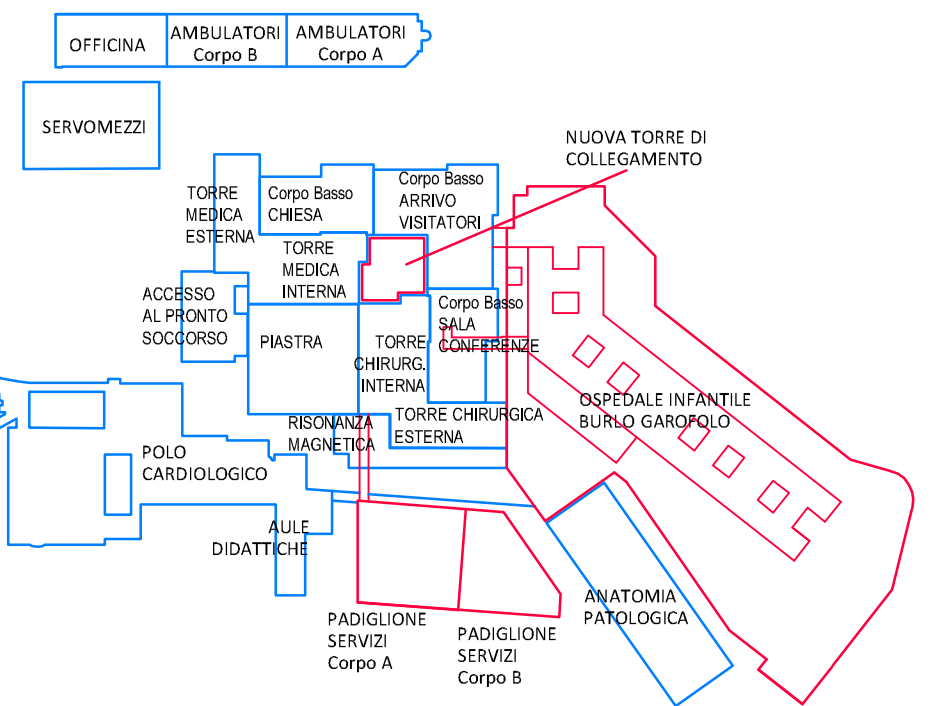 OFFICINA
AMBULATORI
Corpo B
AMBULATORI
Corpo A
SERVOMEZZI
NUOVA TORRE DI
COLLEGAMENTO
TORRE
MEDICA
ESTERNA
Corpo Basso
CHIESA
Corpo Basso
ARRIVO
VISITATORI
TORRE
MEDICA
INTERNA
ACCESSO
AL PRONTO
SOCCORSO
PIASTRA
Corpo Basso
SALA
CONFERENZE
TORRE
CHIRURG.
INTERNA
OSPEDALE INFANTILE
BURLO GAROFOLO
RISONANZA
MAGNETICA
TORRE CHIRURGICA
ESTERNA
POLO
CARDIOLOGICO
AULE
DIDATTICHE
ANATOMIA
PATOLOGICA
PADIGLIONE
SERVIZI
Corpo A
PADIGLIONE
SERVIZI
Corpo B